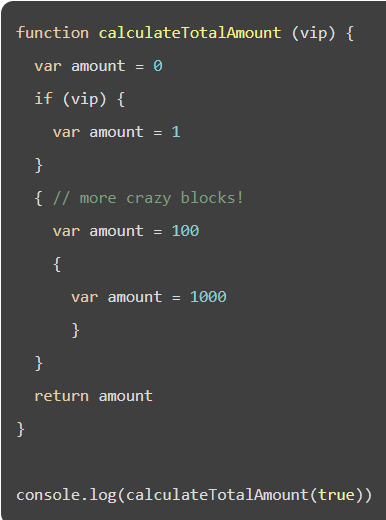 function calculateTotalAmount (vip) {
  var amount = 0
  if (vip) {
    var amount = 1
  }
  { // more crazy blocks!
    var amount = 100
    {
      var amount = 1000
      }
  }
  return amount
}

console.log(calculateTotalAmount(true))